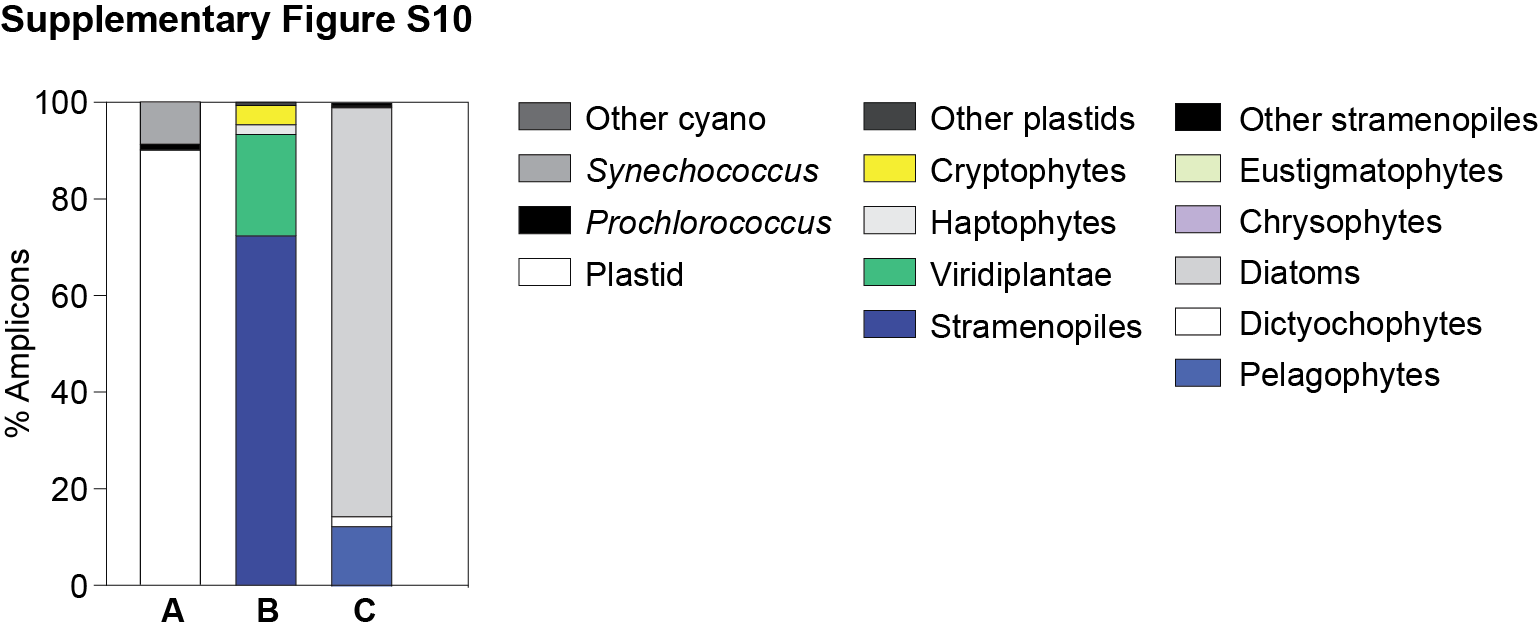 Supplementary Figure S10
% Amplicons
100
80
60
40
20
0
A
B
C
Other cyano
Synechococcus
Prochlorococcus
Plastid
Other plastids
Cryptophytes
Haptophytes
Viridiplantae
Stramenopiles
Other stramenopiles
Eustigmatophytes
Chrysophytes
Diatoms
Dictyochophytes
Pelagophytes